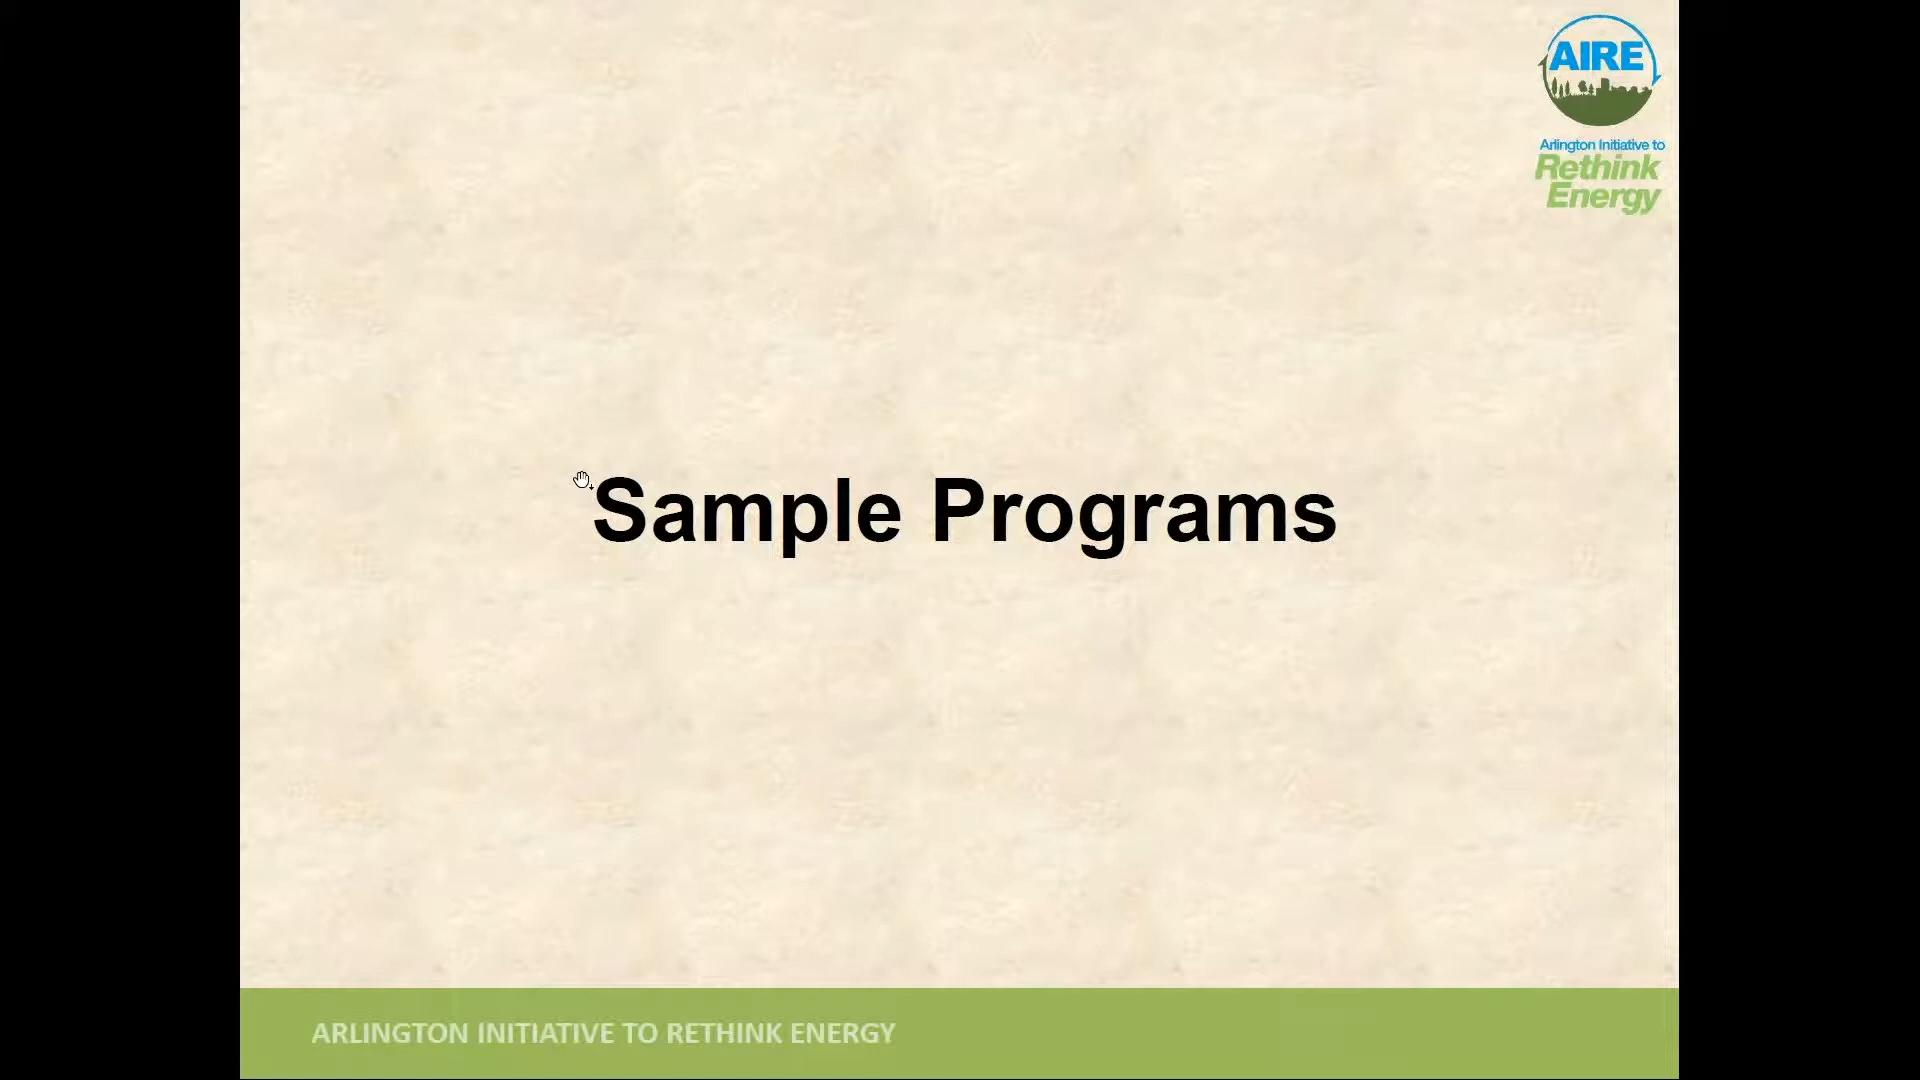 AIRE
Arlington Initiative to
Rethink
Energy
Sample Programs
ARLINGTON INITIATIVE TO RETHINK ENERGY